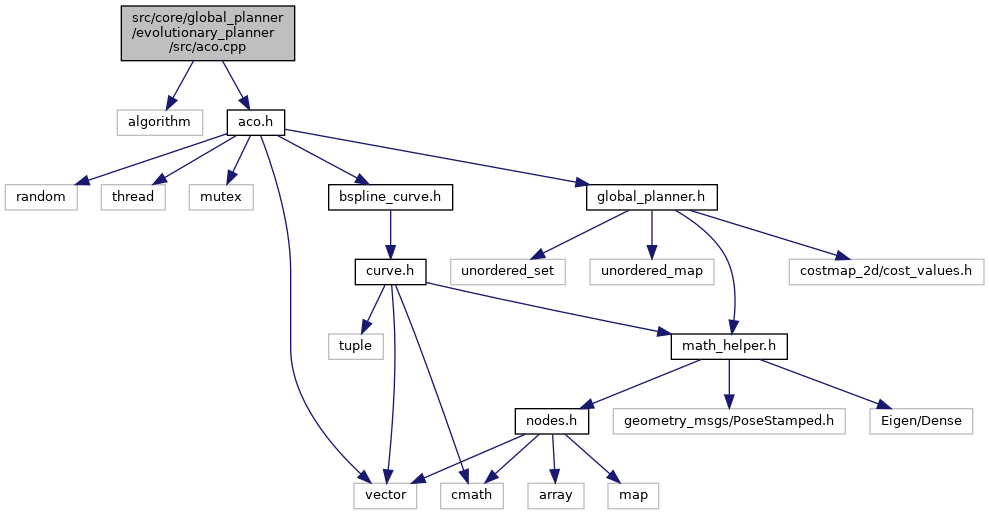 src/core/global_planner
/evolutionary_planner
/src/aco.cpp
algorithm
aco.h
random
thread
mutex
bspline_curve.h
global_planner.h
curve.h
unordered_set
unordered_map
costmap_2d/cost_values.h
tuple
math_helper.h
nodes.h
geometry_msgs/PoseStamped.h
Eigen/Dense
vector
cmath
array
map